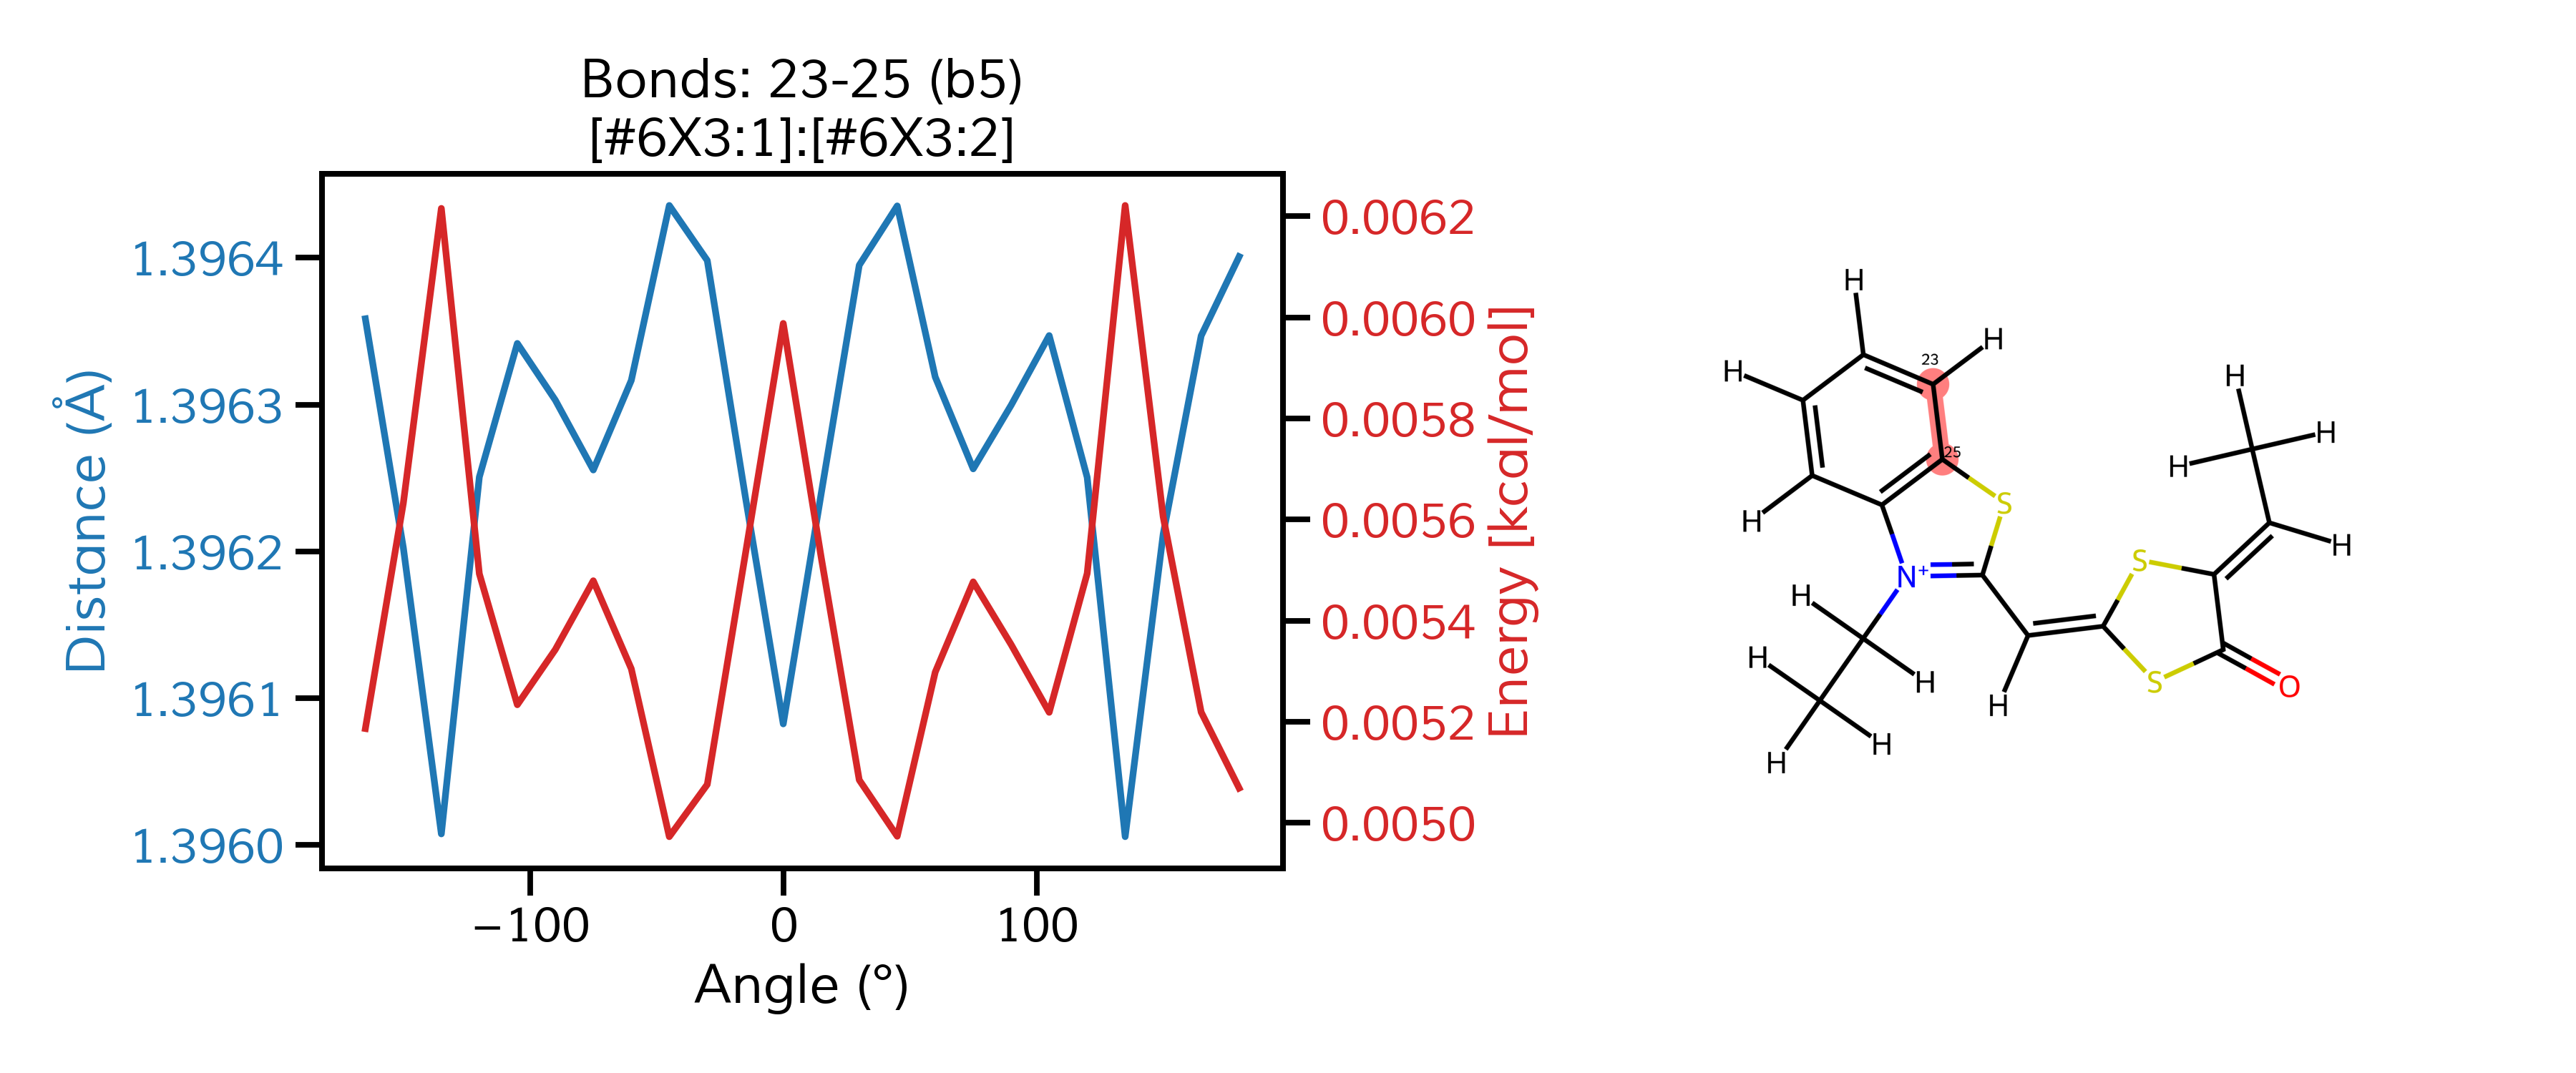 Bonds: 23-25 (b5)
[#6X3:1]:[#6X3:2]
Distance (Å)
1.3964
1.3963
1.3962
1.3961
1.3960
−100
0
100
Angle (°)
0.0062
0.0060
0.0058
0.0056
0.0054
0.0052
0.0050
Energy [kcal/mol]
H
H
23
H
H
25
S
H
N⁺
H
H
H
H
H
H
H
H
H
H
S
S
O